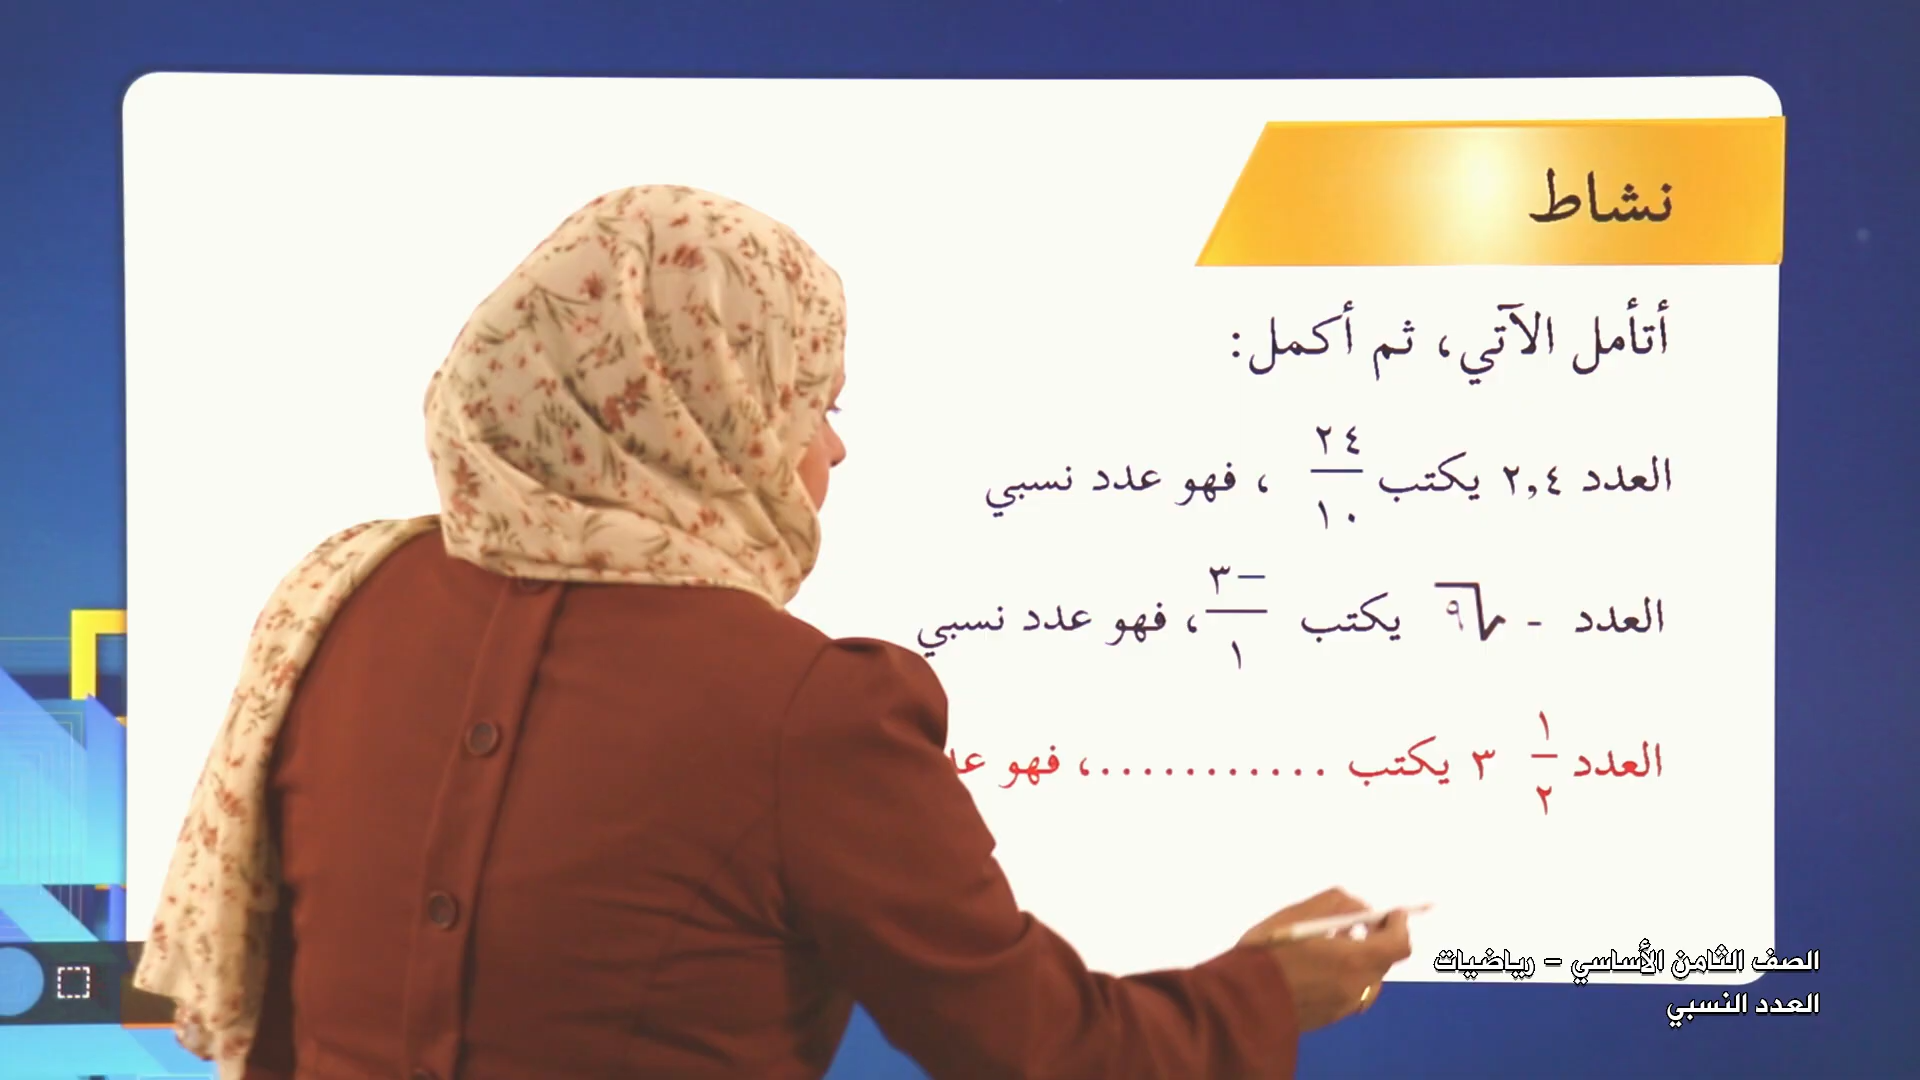 نشاط
أتأمل الآتي، ثم أكمل:
العدد ٢,٤ يكتب ٢٤/١٠ ، فهو عدد نسبي
العدد - √٩ يكتب -٣/١ ، فهو عدد نسبي
العدد ٣ ١/٢ يكتب ...........، فهو
الصف الثامن الأساسي – رياضيات
العدد النسبي